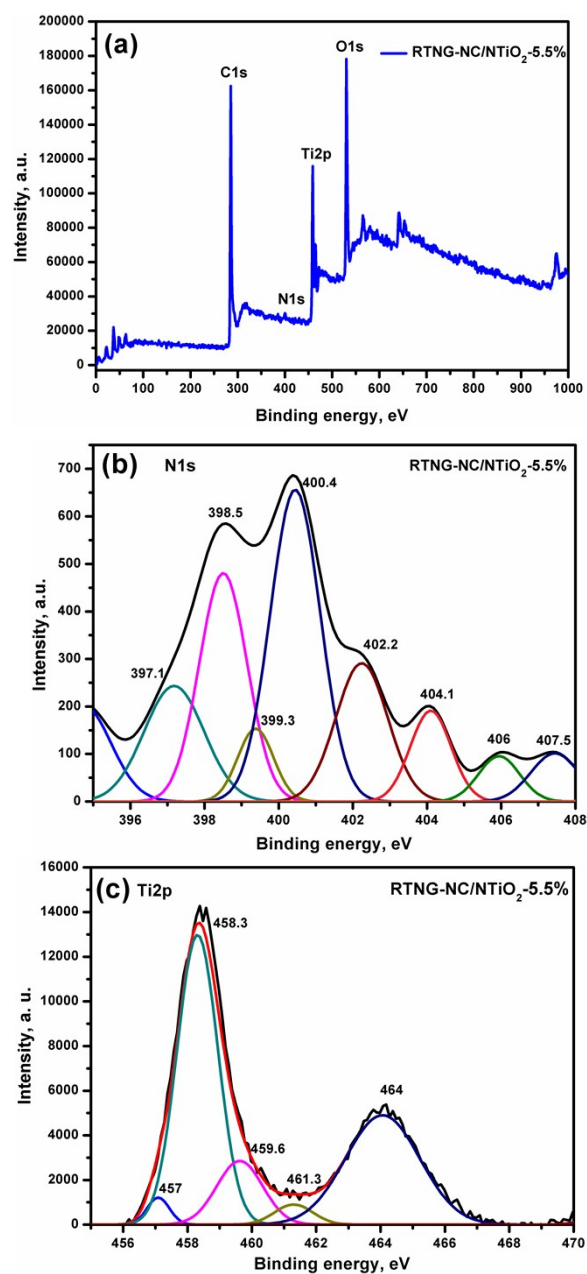 (a)
RTNG-NC/NTiO₂-5.5%
C1s
O1s
Ti2p
N1s
Intensity, a.u.
200000
180000
160000
140000
120000
100000
80000
60000
40000
20000
0
0 100 200 300 400 500 600 700 800 900 1000
Binding energy, eV
(b)
N1s
RTNG-NC/NTiO₂-5.5%
400.4
398.5
397.1
399.3
402.2
404.1
406
407.5
Intensity, a.u.
700
600
500
400
300
200
100
0
396 398 400 402 404 406 408
Binding energy, eV
(c)
Ti2p
RTNG-NC/NTiO₂-5.5%
458.3
464
459.6
461.3
457
Intensity, a. u.
16000
14000
12000
10000
8000
6000
4000
2000
0
456 458 460 462 464 466 468 470
Binding energy, eV